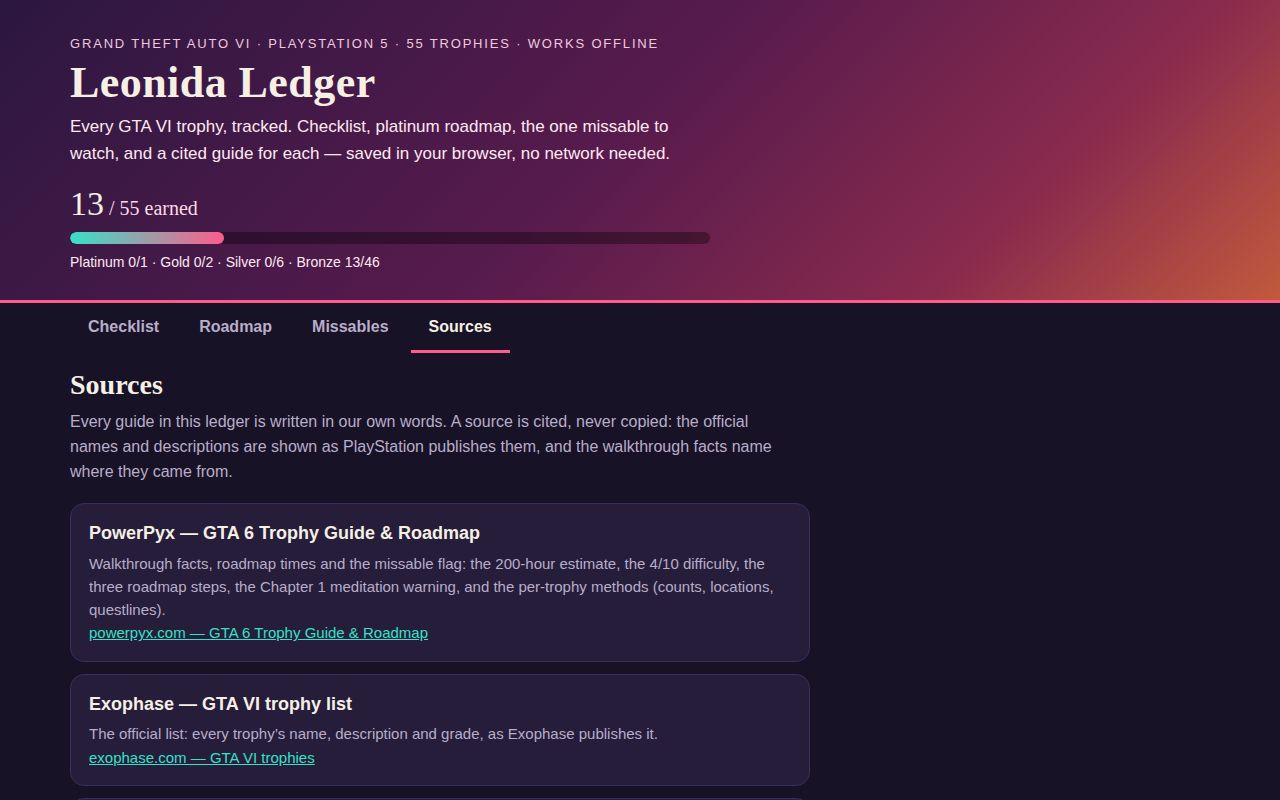 GRAND THEFT AUTO VI · PLAYSTATION 5 · 55 TROPHIES · WORKS OFFLINE
Leonida Ledger
Every GTA VI trophy, tracked. Checklist, platinum roadmap, the one missable to
watch, and a cited guide for each — saved in your browser, no network needed.
13 / 55 earned
Platinum 0/1 · Gold 0/2 · Silver 0/6 · Bronze 13/46
Checklist Roadmap Missables Sources
Sources
Every guide in this ledger is written in our own words. A source is cited, never copied: the official
names and descriptions are shown as PlayStation publishes them, and the walkthrough facts name
where they came from.
PowerPyx — GTA 6 Trophy Guide & Roadmap
Walkthrough facts, roadmap times and the missable flag: the 200-hour estimate, the 4/10 difficulty, the
three roadmap steps, the Chapter 1 meditation warning, and the per-trophy methods (counts, locations,
questlines).
powerpyx.com — GTA 6 Trophy Guide & Roadmap
Exophase — GTA VI trophy list
The official list: every trophy’s name, description and grade, as Exophase publishes it.
exophase.com — GTA VI trophies